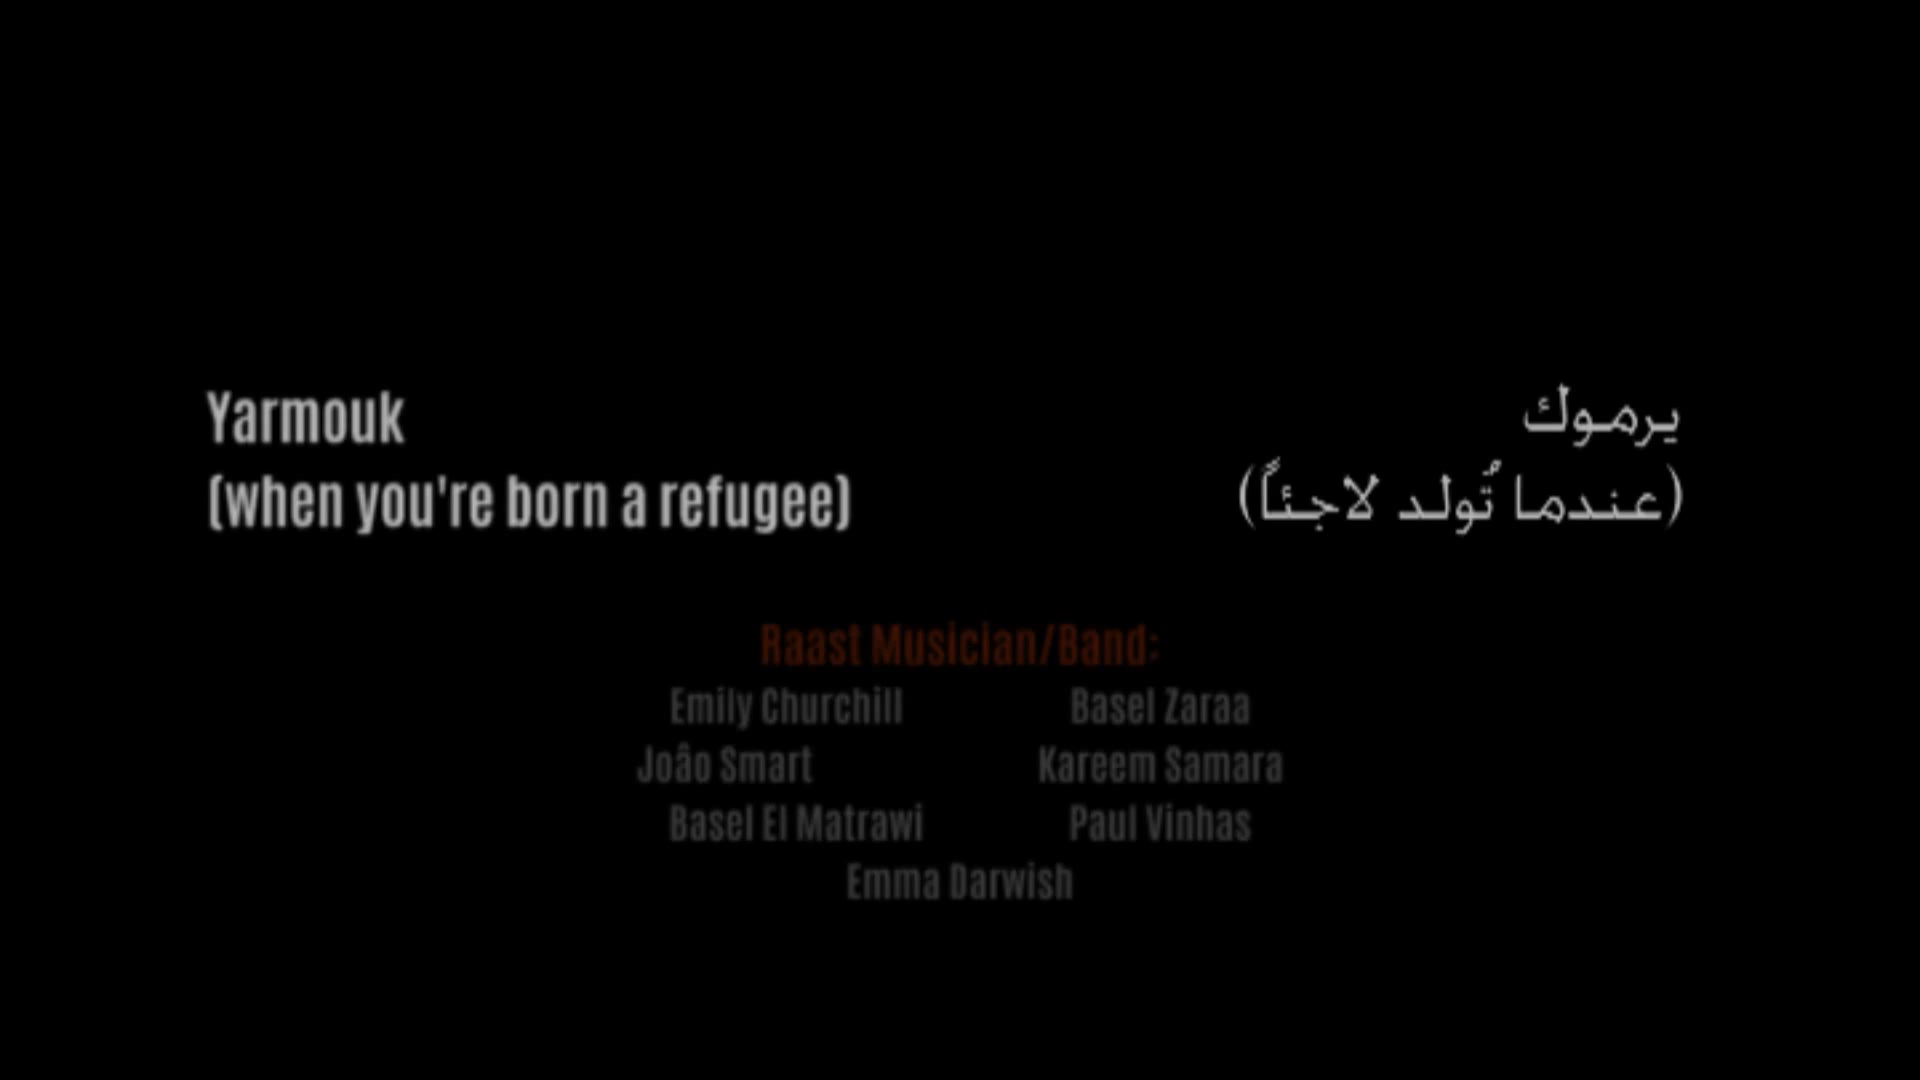 Yarmouk
يرموك
(when you're born a refugee)
(عندما تُولد لاجئاً)
Raast Musician/Band:
Emily Churchill Basel Zaraa
Joâo Smart Kareem Samara
Basel El Matrawi Paul Vinhas
Emma Darwish